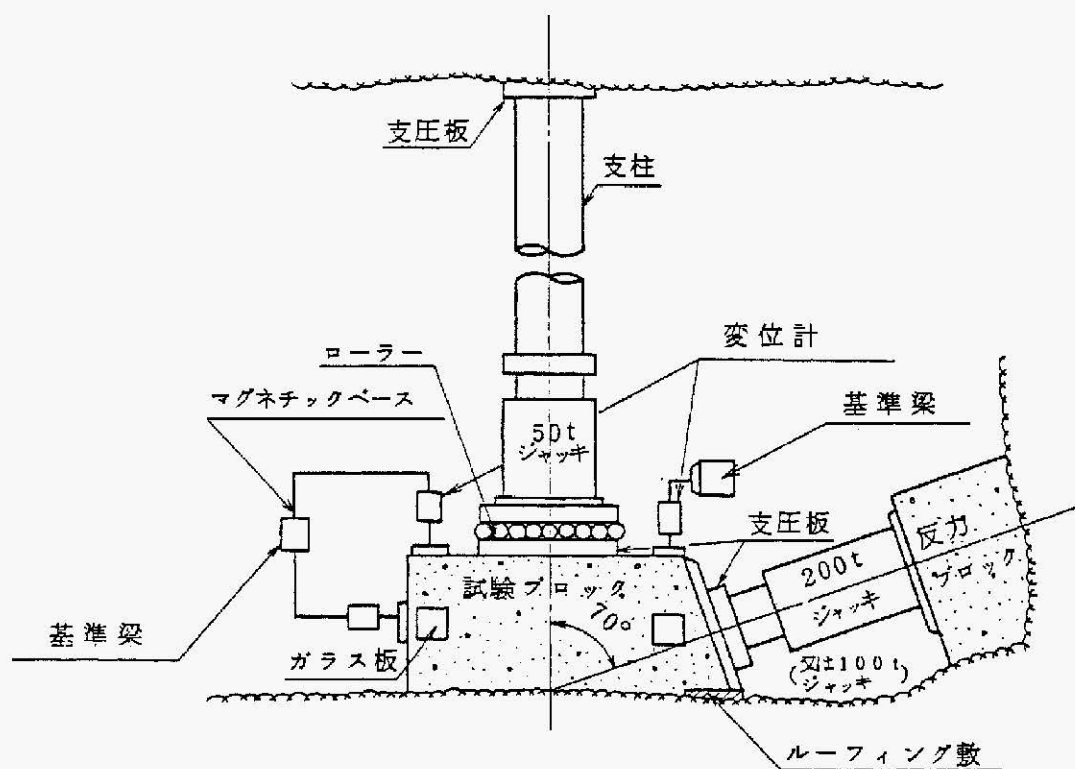 支圧板
支柱
変位計
ローラー
マグネチックベース
基準梁
50t
ジャッキ
支圧板
反力
ブロック
200t
ジャッキ
試験ブロック
70°
基準梁
ガラス板
(又は100t)
ジャッキ
ルーフィング敷